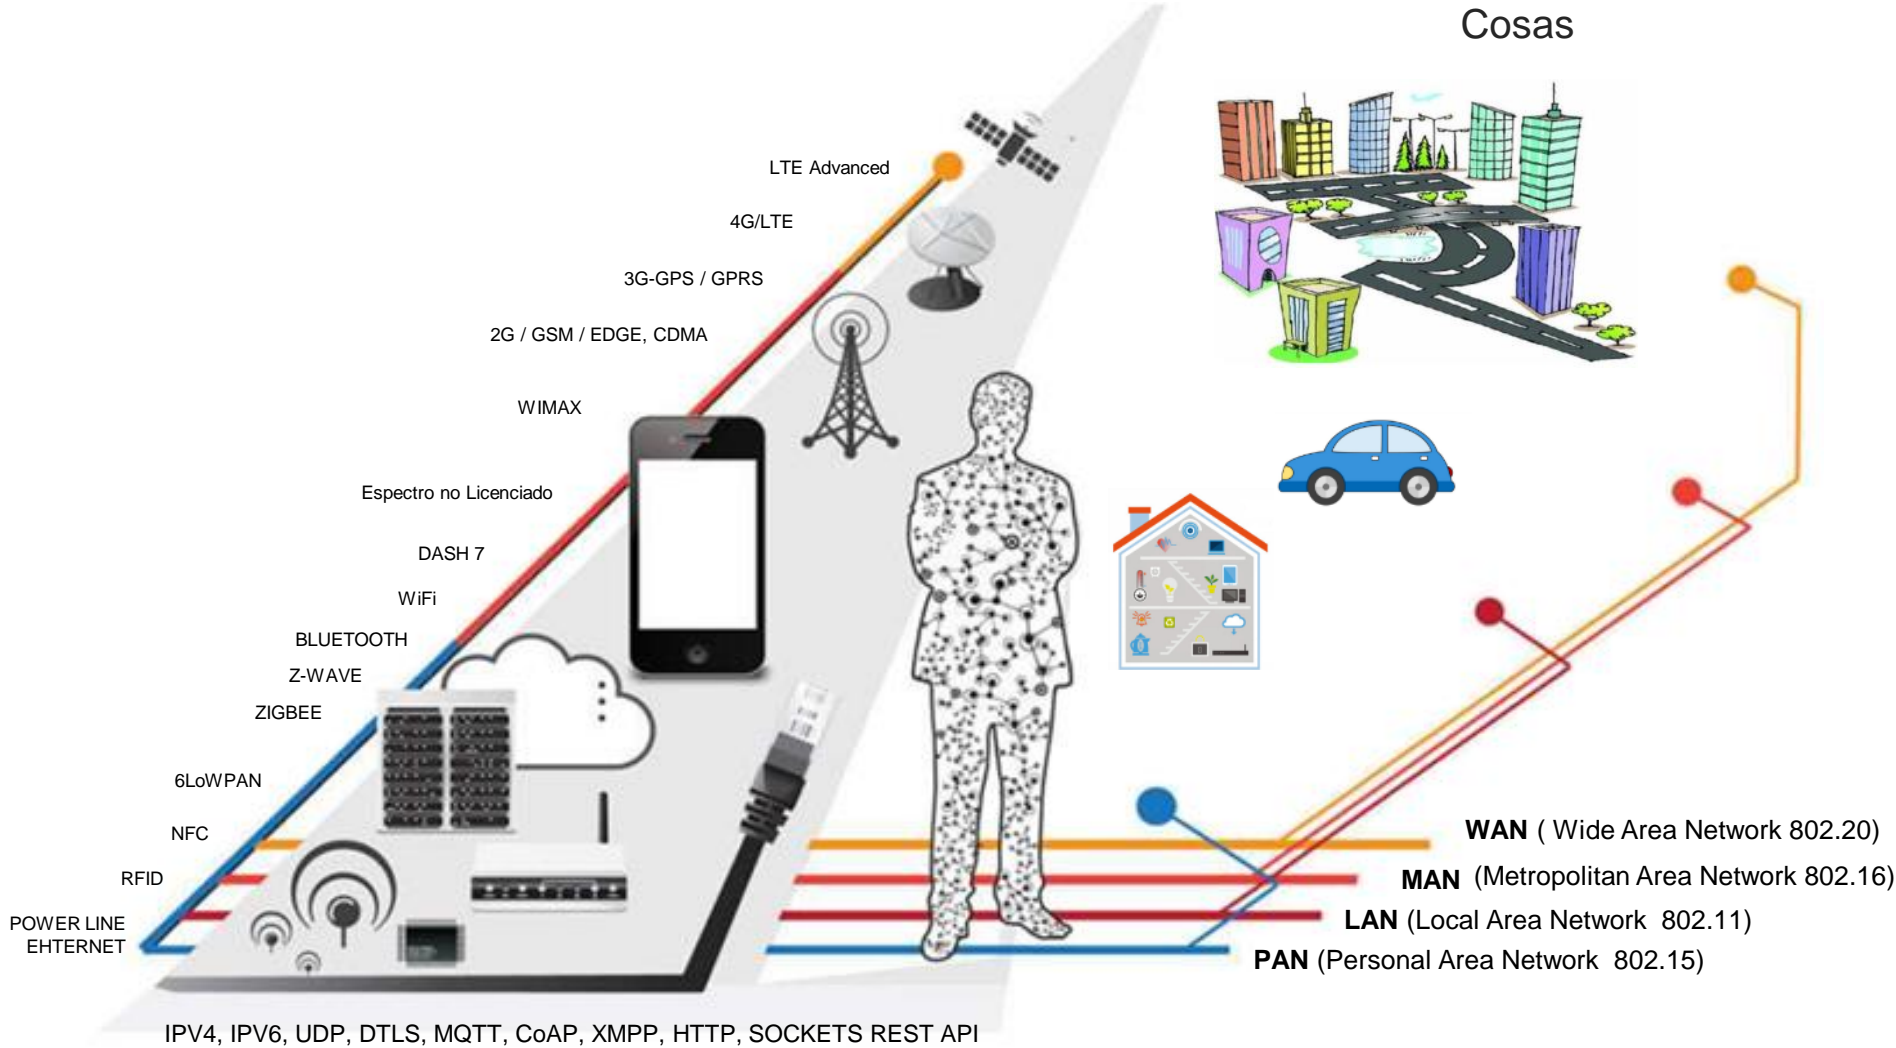 Cosas
LTE Advanced
4G/LTE
3G-GPS / GPRS
2G / GSM / EDGE, CDMA
WIMAX
Espectro no Licenciado
DASH 7
WiFi
BLUETOOTH
Z-WAVE
ZIGBEE
6LoWPAN
NFC
RFID
POWER LINE
EHTERNET
WAN ( Wide Area Network 802.20)
MAN (Metropolitan Area Network 802.16)
LAN (Local Area Network 802.11)
PAN (Personal Area Network 802.15)
IPV4, IPV6, UDP, DTLS, MQTT, CoAP, XMPP, HTTP, SOCKETS REST API